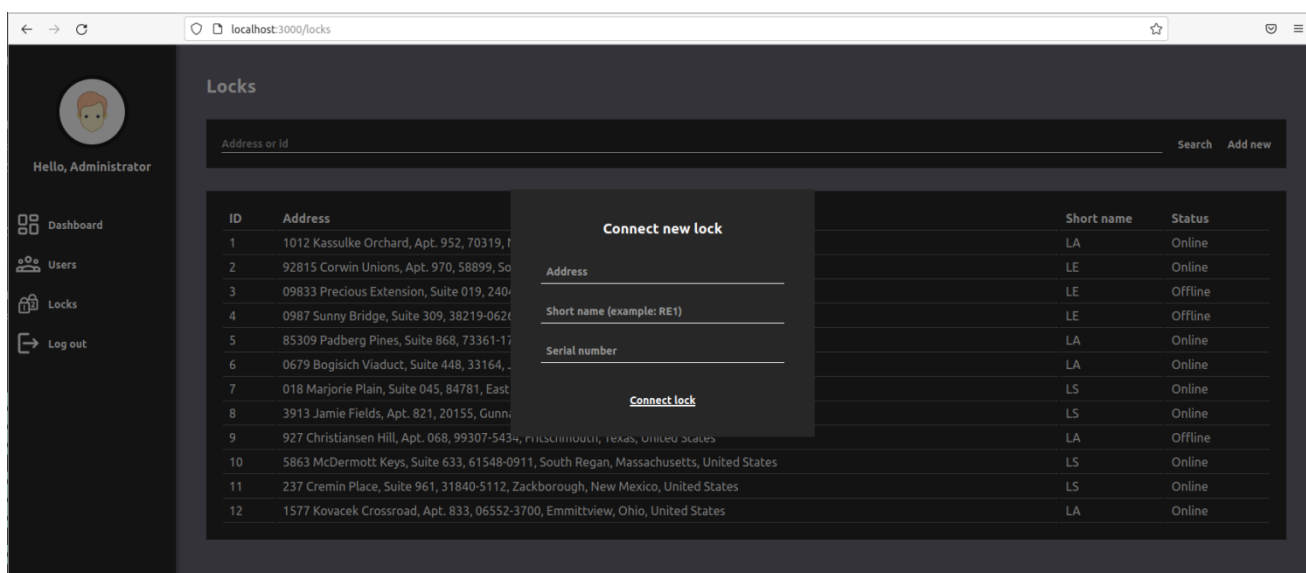 localhost:3000/locks
Locks
Address or id
Search Add new
Hello, Administrator
Dashboard
Users
Locks
Log out
ID Address Short name Status
1 1012 Kassulke Orchard, Apt. 952, 70319, LA Online
2 92815 Corwin Unions, Apt. 970, 58899, So LE Online
3 09833 Precious Extension, Suite 019, 240 LE Offline
4 0987 Sunny Bridge, Suite 309, 38219-062 LE Offline
5 85309 Padberg Pines, Suite 868, 73361-17 LA Online
6 0679 Bogisich Viaduct, Suite 448, 33164, LA Online
7 018 Marjorie Plain, Suite 045, 84781, East LS Online
8 3913 Jamie Fields, Apt. 821, 20155, Gunn LS Online
9 927 Christiansen Hill, Apt. 068, 99307-5434, Fritschmouth, Texas, United States LA Offline
10 5863 McDermott Keys, Suite 633, 61548-0911, South Regan, Massachusetts, United States LS Online
11 237 Cremin Place, Suite 961, 31840-5112, Zackborough, New Mexico, United States LS Online
12 1577 Kovacek Crossroad, Apt. 833, 06552-3700, Emmittview, Ohio, United States LA Online
Connect new lock
Address
Short name (example: RE1)
Serial number
Connect lock